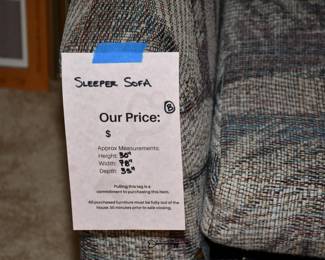 SLEEPER SOFA
B
Our Price:
$
Approx Measurements:
Height: 30"
Width: 78"
Depth: 35"
Pulling this tag is a
commitment to purchasing this item.
All purchased furniture must be fully out of the
house 30 minutes prior to sale closing.